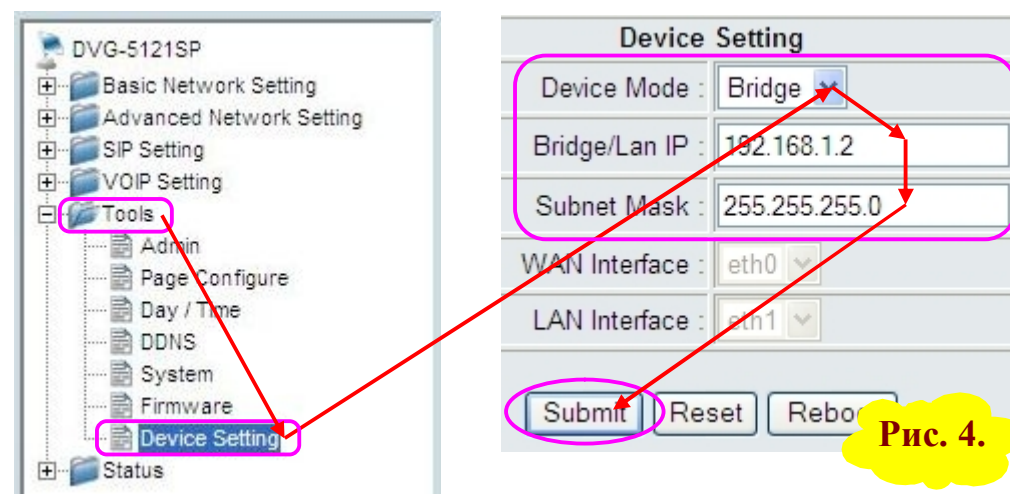 DVG-5121SP
Basic Network Setting
Advanced Network Setting
SIP Setting
VOIP Setting
Tools
Admin
Page Configure
Day / Time
DDNS
System
Firmware
Device Setting
Status
Device Setting
Device Mode : Bridge
Bridge/Lan IP : 192.168.1.2
Subnet Mask : 255.255.255.0
WAN Interface : eth0
LAN Interface : eth1
Submit Reset Reboo
Рис. 4.